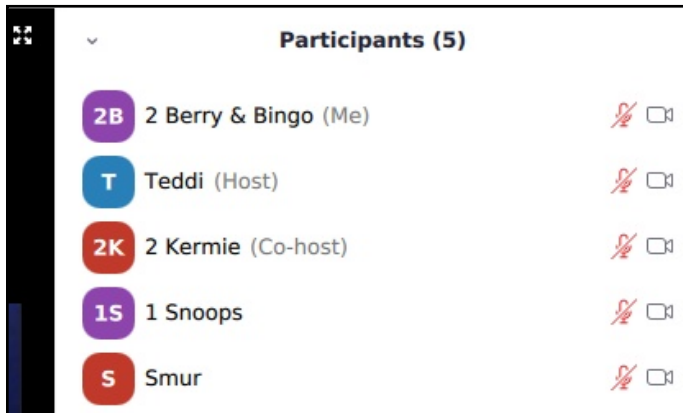 Participants (5)
2B 2 Berry & Bingo (Me)
T Teddi (Host)
2K 2 Kermie (Co-host)
1S 1 Snoops
S Smur